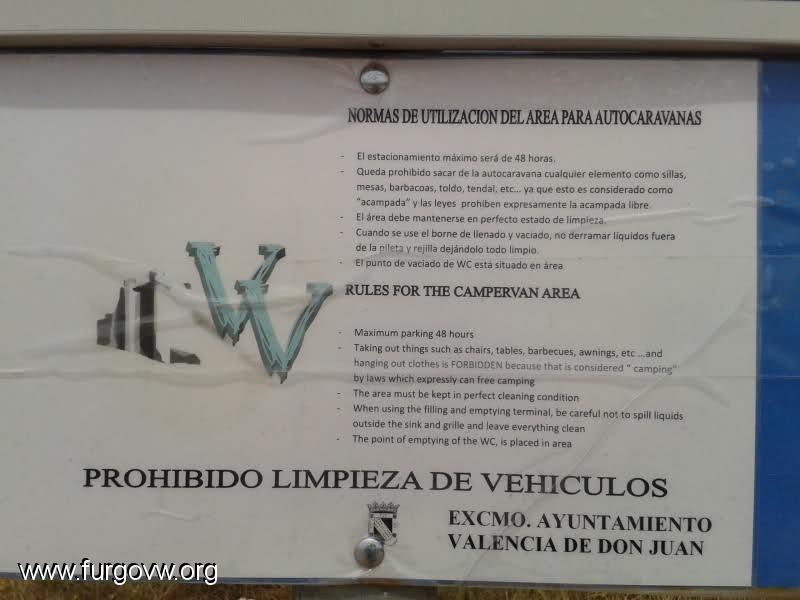 NORMAS DE UTILIZACION DEL AREA PARA AUTOCARAVANAS
- El estacionamiento máximo será de 48 horas.
- Queda prohibido sacar de la autocaravana cualquier elemento como sillas,
mesas, barbacoas, toldo, tendal, etc... ya que esto es considerado como
"acampada" y las leyes prohiben expresamente la acampada libre.
- El área debe mantenerse en perfecto estado de limpieza.
- Cuando se use el borne de llenado y vaciado, no derramar líquidos fuera
de la pileta y rejilla dejándolo todo limpio.
- El punto de vaciado de WC está situado en área
RULES FOR THE CAMPERVAN AREA
- Maximum parking 48 hours
- Taking out things such as chairs, tables, barbecues, awnings, etc ...and
hanging out clothes is FORBIDDEN because that is considered " camping"
by laws which expressly can free camping
- The area must be kept in perfect cleaning condition
- When using the filling and emptying terminal, be careful not to spill liquids
outside the sink and grille and leave everything clean
- The point of emptying of the WC, is placed in area
PROHIBIDO LIMPIEZA DE VEHICULOS
EXCMO. AYUNTAMIENTO
VALENCIA DE DON JUAN
www.furgovw.org